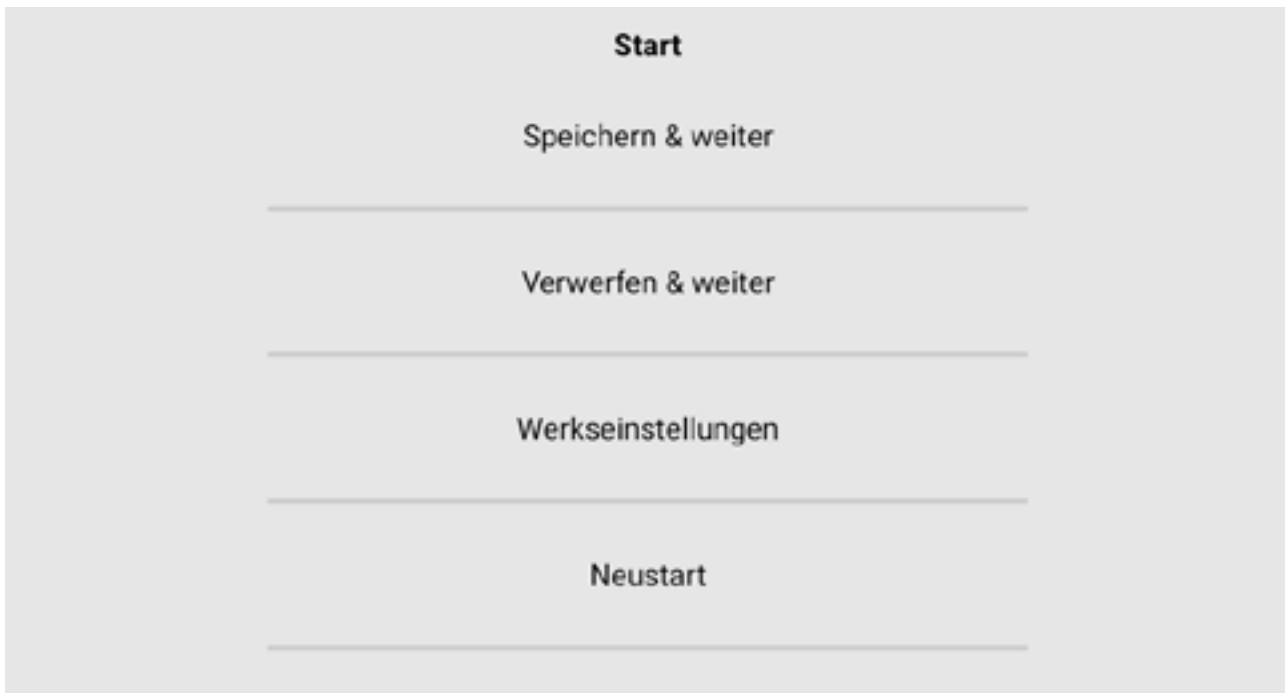 Start
Speichern & weiter
Verwerfen & weiter
Werkseinstellungen
Neustart